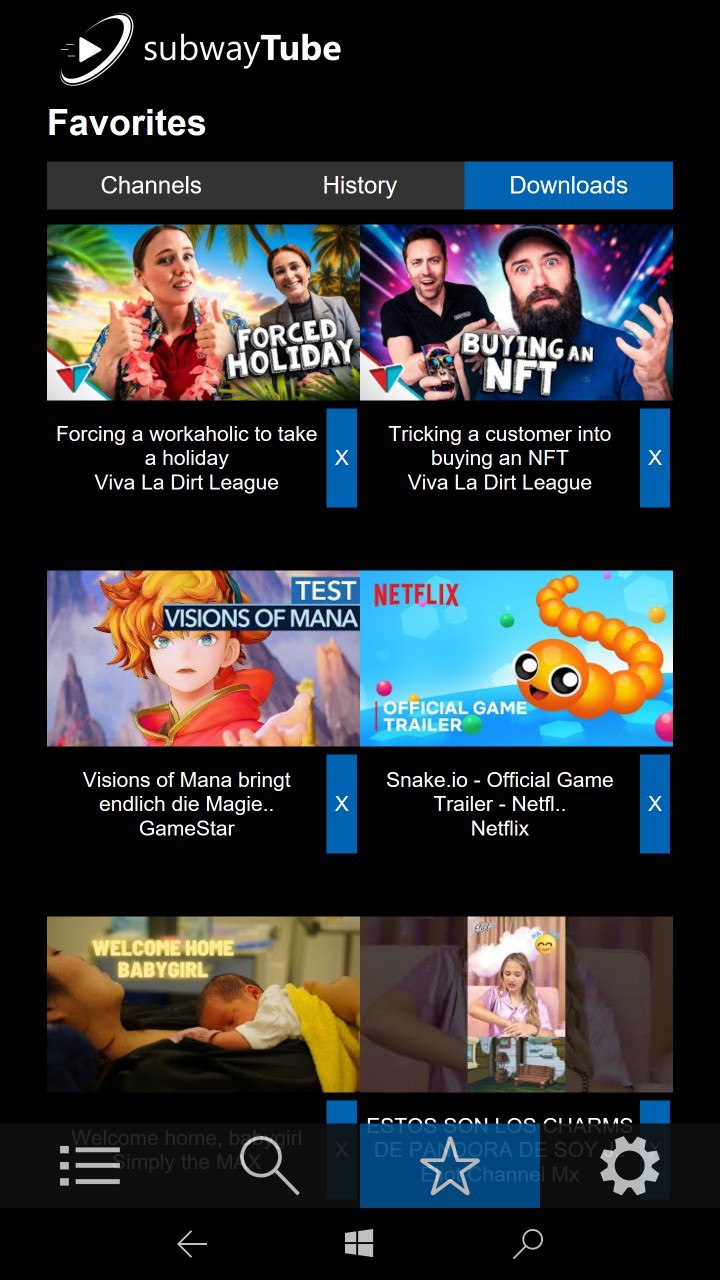 subwayTube
Favorites
Channels History Downloads
FORCED
HOLIDAY
BUYING AN
NFT
Forcing a workaholic to take
a holiday
Viva La Dirt League
X
Tricking a customer into
buying an NFT
Viva La Dirt League
X
TEST
VISIONS OF MANA
NETFLIX
OFFICIAL GAME
TRAILER
Visions of Mana bringt
endlich die Magie..
GameStar
X
Snake.io - Official Game
Trailer - Netfl..
Netflix
X
WELCOME HOME
BABYGIRL
Welcome home, babygirl
Simply the MAX
X
ESTOS SON LOS CHARMS
DE PANDORA DE SOY
Channel Mx